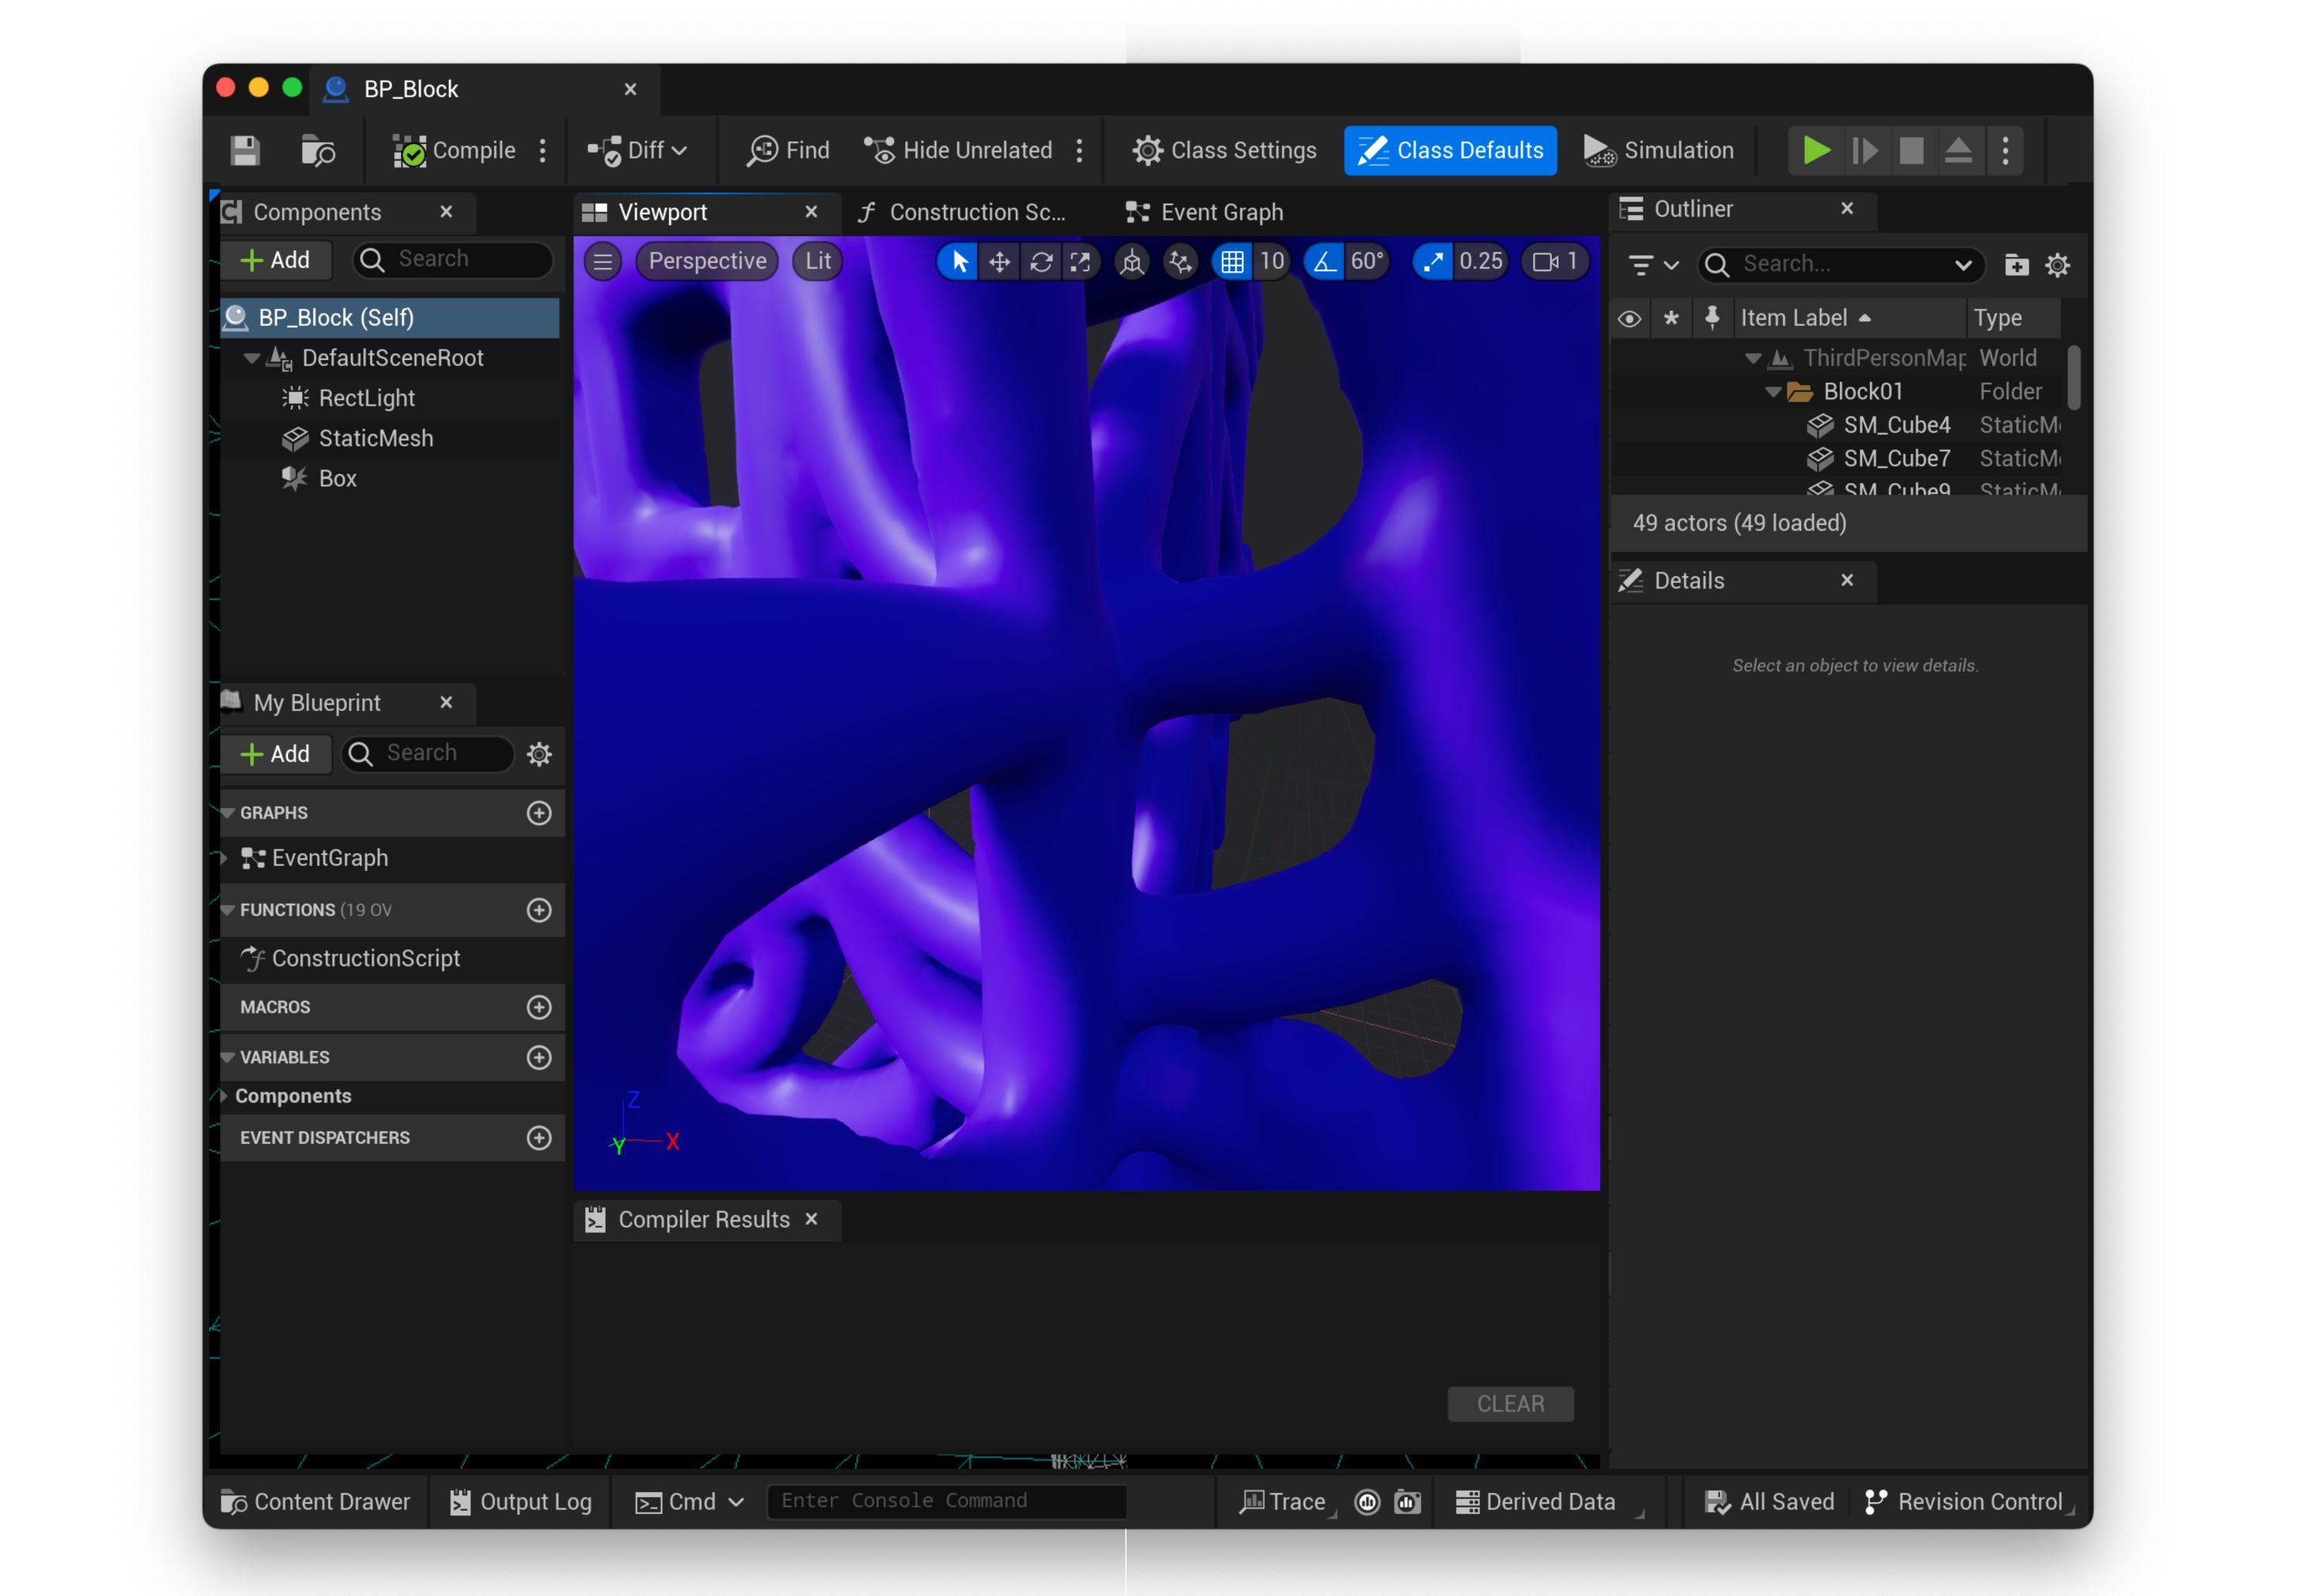 BP_Block
Compile
Diff
Find
Hide Unrelated
Class Settings
Class Defaults
Simulation
Components
Add
Search
BP_Block (Self)
DefaultSceneRoot
RectLight
StaticMesh
Box
My Blueprint
Add
Search
GRAPHS
EventGraph
FUNCTIONS (19 OV
ConstructionScript
MACROS
VARIABLES
Components
EVENT DISPATCHERS
Viewport
Construction Sc...
Event Graph
Perspective
Lit
10
60°
0.25
1
Z
Y
X
Compiler Results
CLEAR
Outliner
Search...
Item Label
Type
ThirdPersonMap World
Block01 Folder
SM_Cube4 StaticM
SM_Cube7 StaticM
SM_Cube9 StaticM
49 actors (49 loaded)
Details
Select an object to view details.
Content Drawer
Output Log
Cmd
Enter Console Command
Trace
Derived Data
All Saved
Revision Control